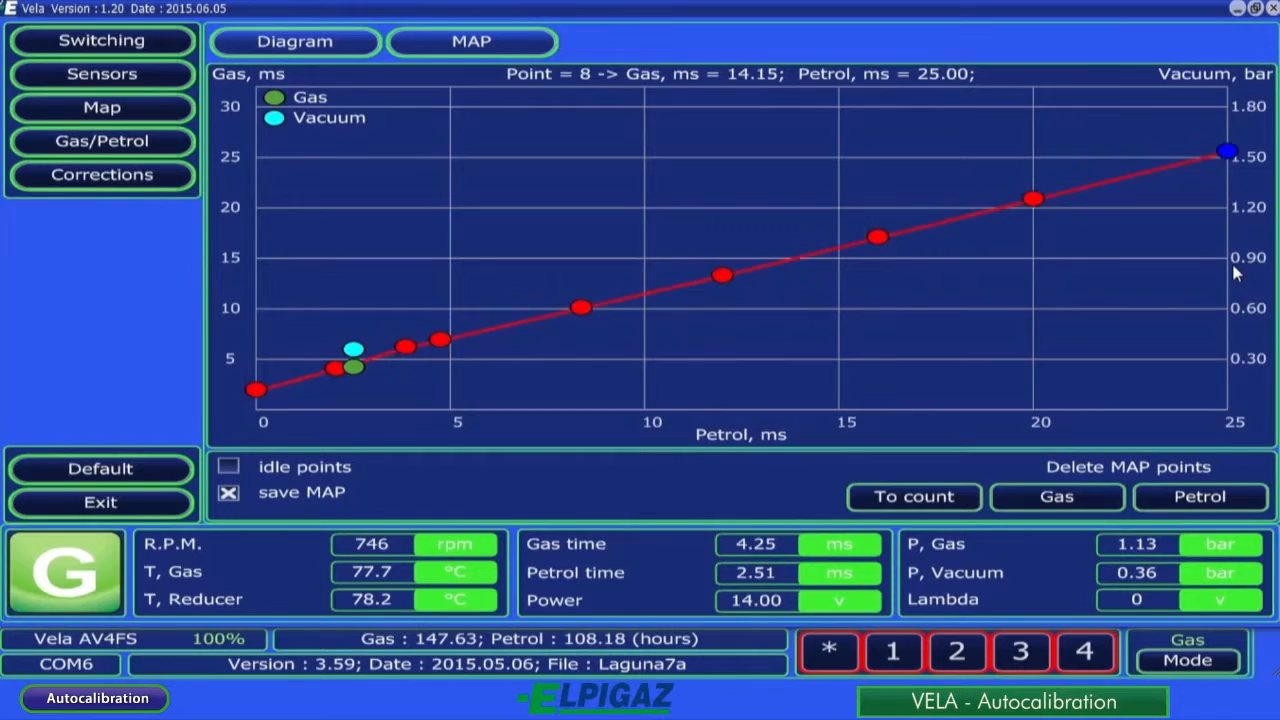 Vela Version : 1.20 Date : 2015.06.05
Switching
Sensors
Map
Gas/Petrol
Corrections
Diagram
MAP
Gas, ms
Point = 8 -> Gas, ms = 14.15; Petrol, ms = 25.00;
Vacuum, bar
Gas
Vacuum
30
25
20
15
10
5
1.80
1.50
1.20
0.90
0.60
0.30
0 5 10 15 20 25
Petrol, ms
Default
Exit
idle points
save MAP
Delete MAP points
To count
Gas
Petrol
G
R.P.M. 746 rpm
T, Gas 77.7 °C
T, Reducer 78.2 °C
Gas time 4.25 ms
Petrol time 2.51 ms
Power 14.00 v
P, Gas 1.13 bar
P, Vacuum 0.36 bar
Lambda 0 v
Vela AV4FS 100%
Gas : 147.63; Petrol : 108.18 (hours)
COM6
Version : 3.59; Date : 2015.05.06; File : Laguna7a
* 1 2 3 4
Gas
Mode
Autocalibration
ELPIGAZ
VELA - Autocalibration